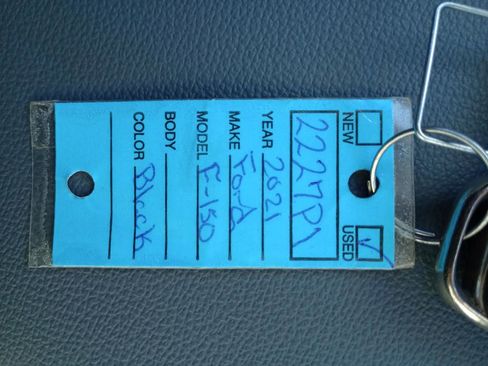 NEW USED
2227P1
YEAR 2021
MAKE Ford
MODEL F-150
BODY
COLOR Black